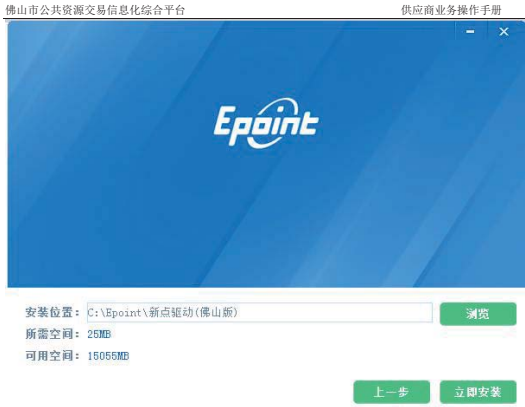 佛山市公共资源交易信息化综合平台 供应商业务操作手册
Epoint
安装位置： C:\Epoint\新点驱动(佛山版) 浏览
所需空间： 25MB
可用空间： 15055MB
上一步 立即安装